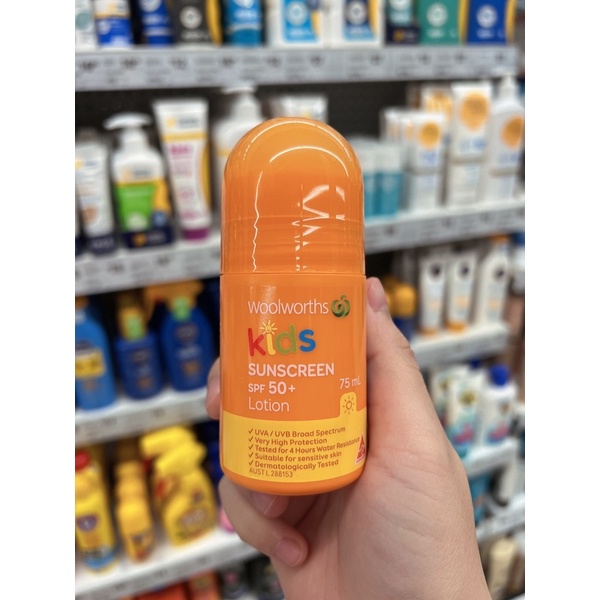 woolworths
kids
SUNSCREEN
SPF 50+
75 mL
Lotion
✓ UVA / UVB Broad Spectrum
✓ Very High Protection
✓ Tested for 4 Hours Water Resistance
✓ Suitable for sensitive skin
✓ Dermatologically Tested
AUST L 288153